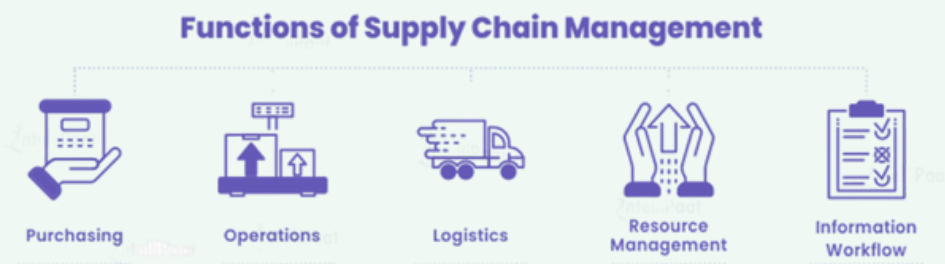 Functions of Supply Chain Management
Purchasing
Operations
Logistics
Resource
Management
Information
Workflow